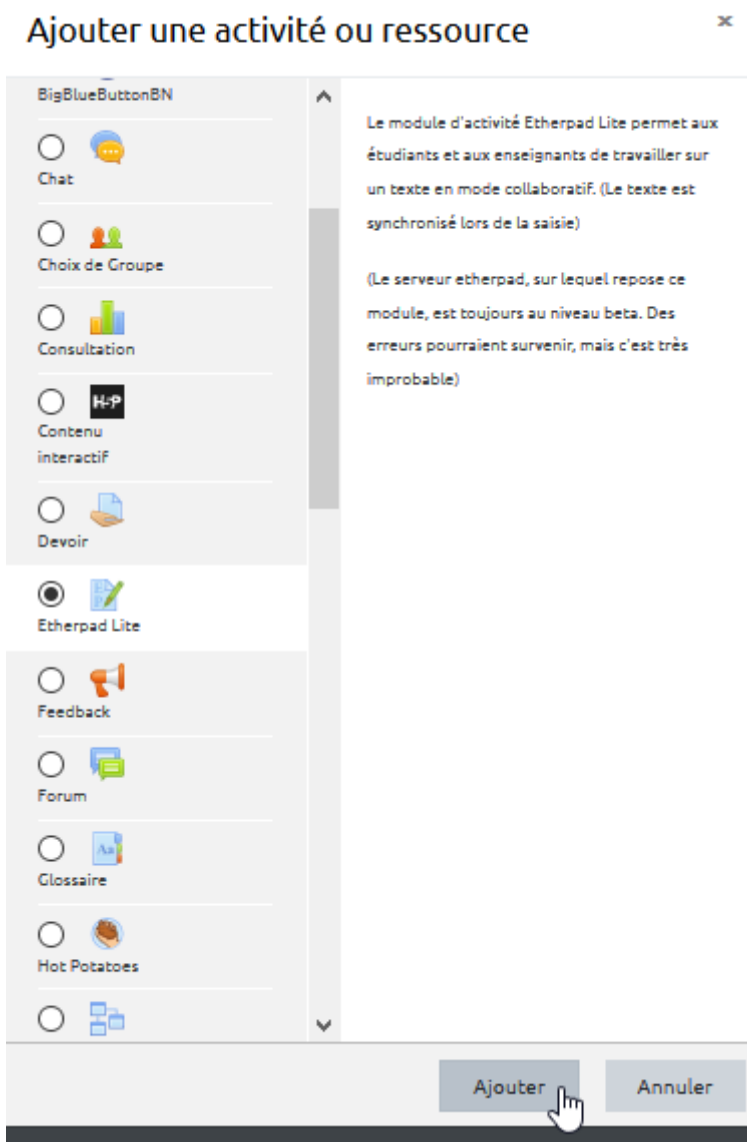 Ajouter une activité ou ressource
×
BigBlueButtonBN
Chat
Choix de Groupe
Consultation
H-P
Contenu
interactif
Devoir
Etherpad Lite
Feedback
Forum
Aa
Glossaire
Hot Potatoes
Le module d'activité Etherpad Lite permet aux
étudiants et aux enseignants de travailler sur
un texte en mode collaboratif. (Le texte est
synchronisé lors de la saisie)
(Le serveur etherpad, sur lequel repose ce
module, est toujours au niveau beta. Des
erreurs pourraient survenir, mais c'est très
improbable)
Ajouter
Annuler